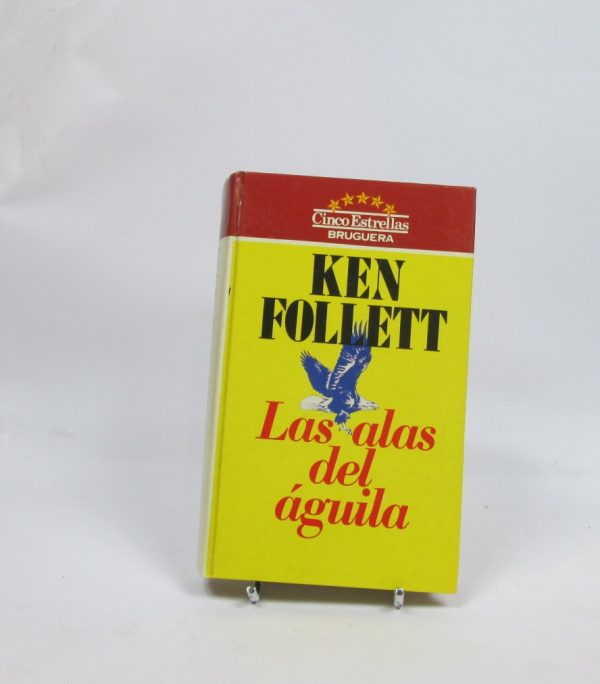 Cinco Estrellas
BRUGUERA
KEN
FOLLETT
Las alas
del
águila